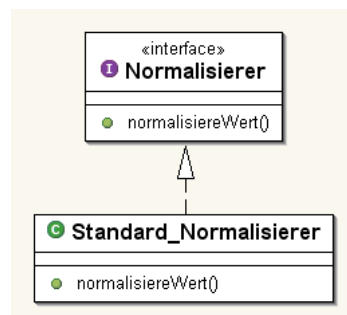 «interface»
I Normalisierer
normalisiereWert()
C Standard_Normalisierer
normalisiereWert()